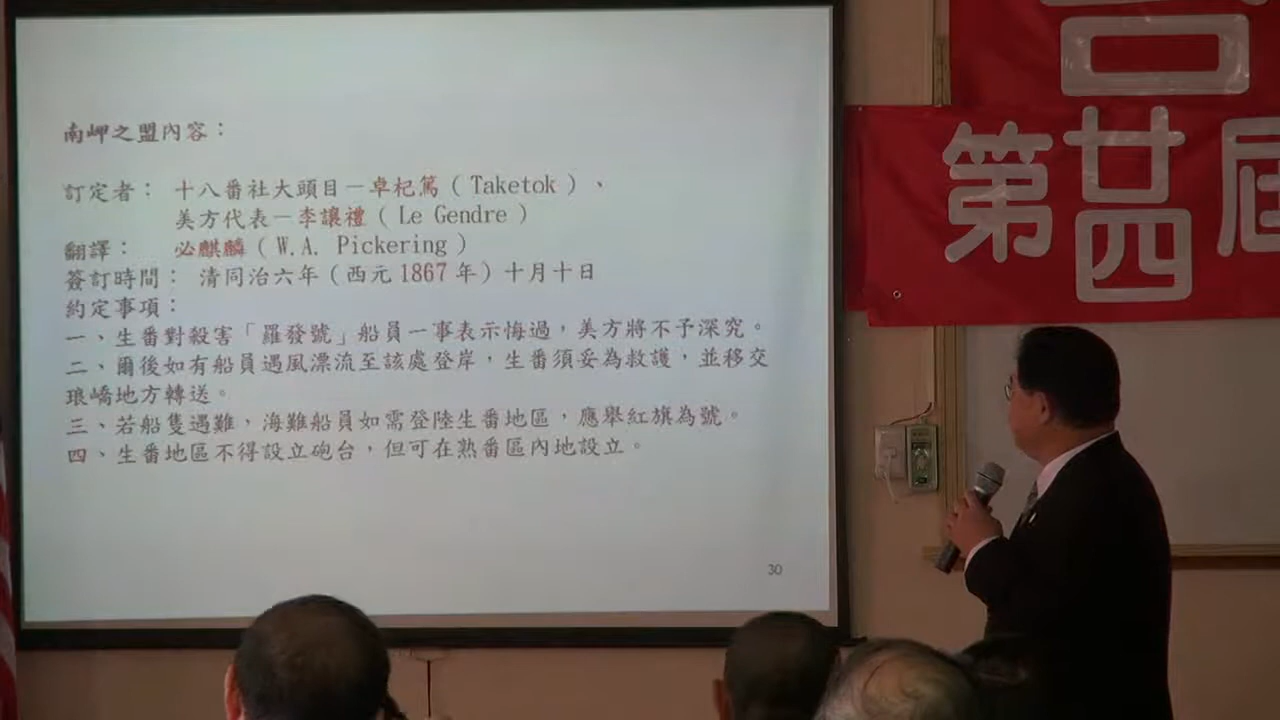 南岬之盟內容：
訂定者： 十八番社大頭目－卓杞篤 ( Taketok ) 、
美方代表－李讓禮 ( Le Gendre )
翻譯： 必麒麟 ( W.A. Pickering )
簽訂時間： 清同治六年 ( 西元 1867 年) 十月十日
約定事項：
一、生番對殺害「羅發號」船員一事表示悔過，美方將不予深究。
二、爾後如有船員遇風漂流至該處登岸，生番須妥為救護，並移交
琅嶠地方轉送。
三、若船隻遇難，海難船員如需登陸生番地區，應舉紅旗為號。
四、生番地區不得設立砲台，但可在熟番區內地設立。
30
第廿四屆